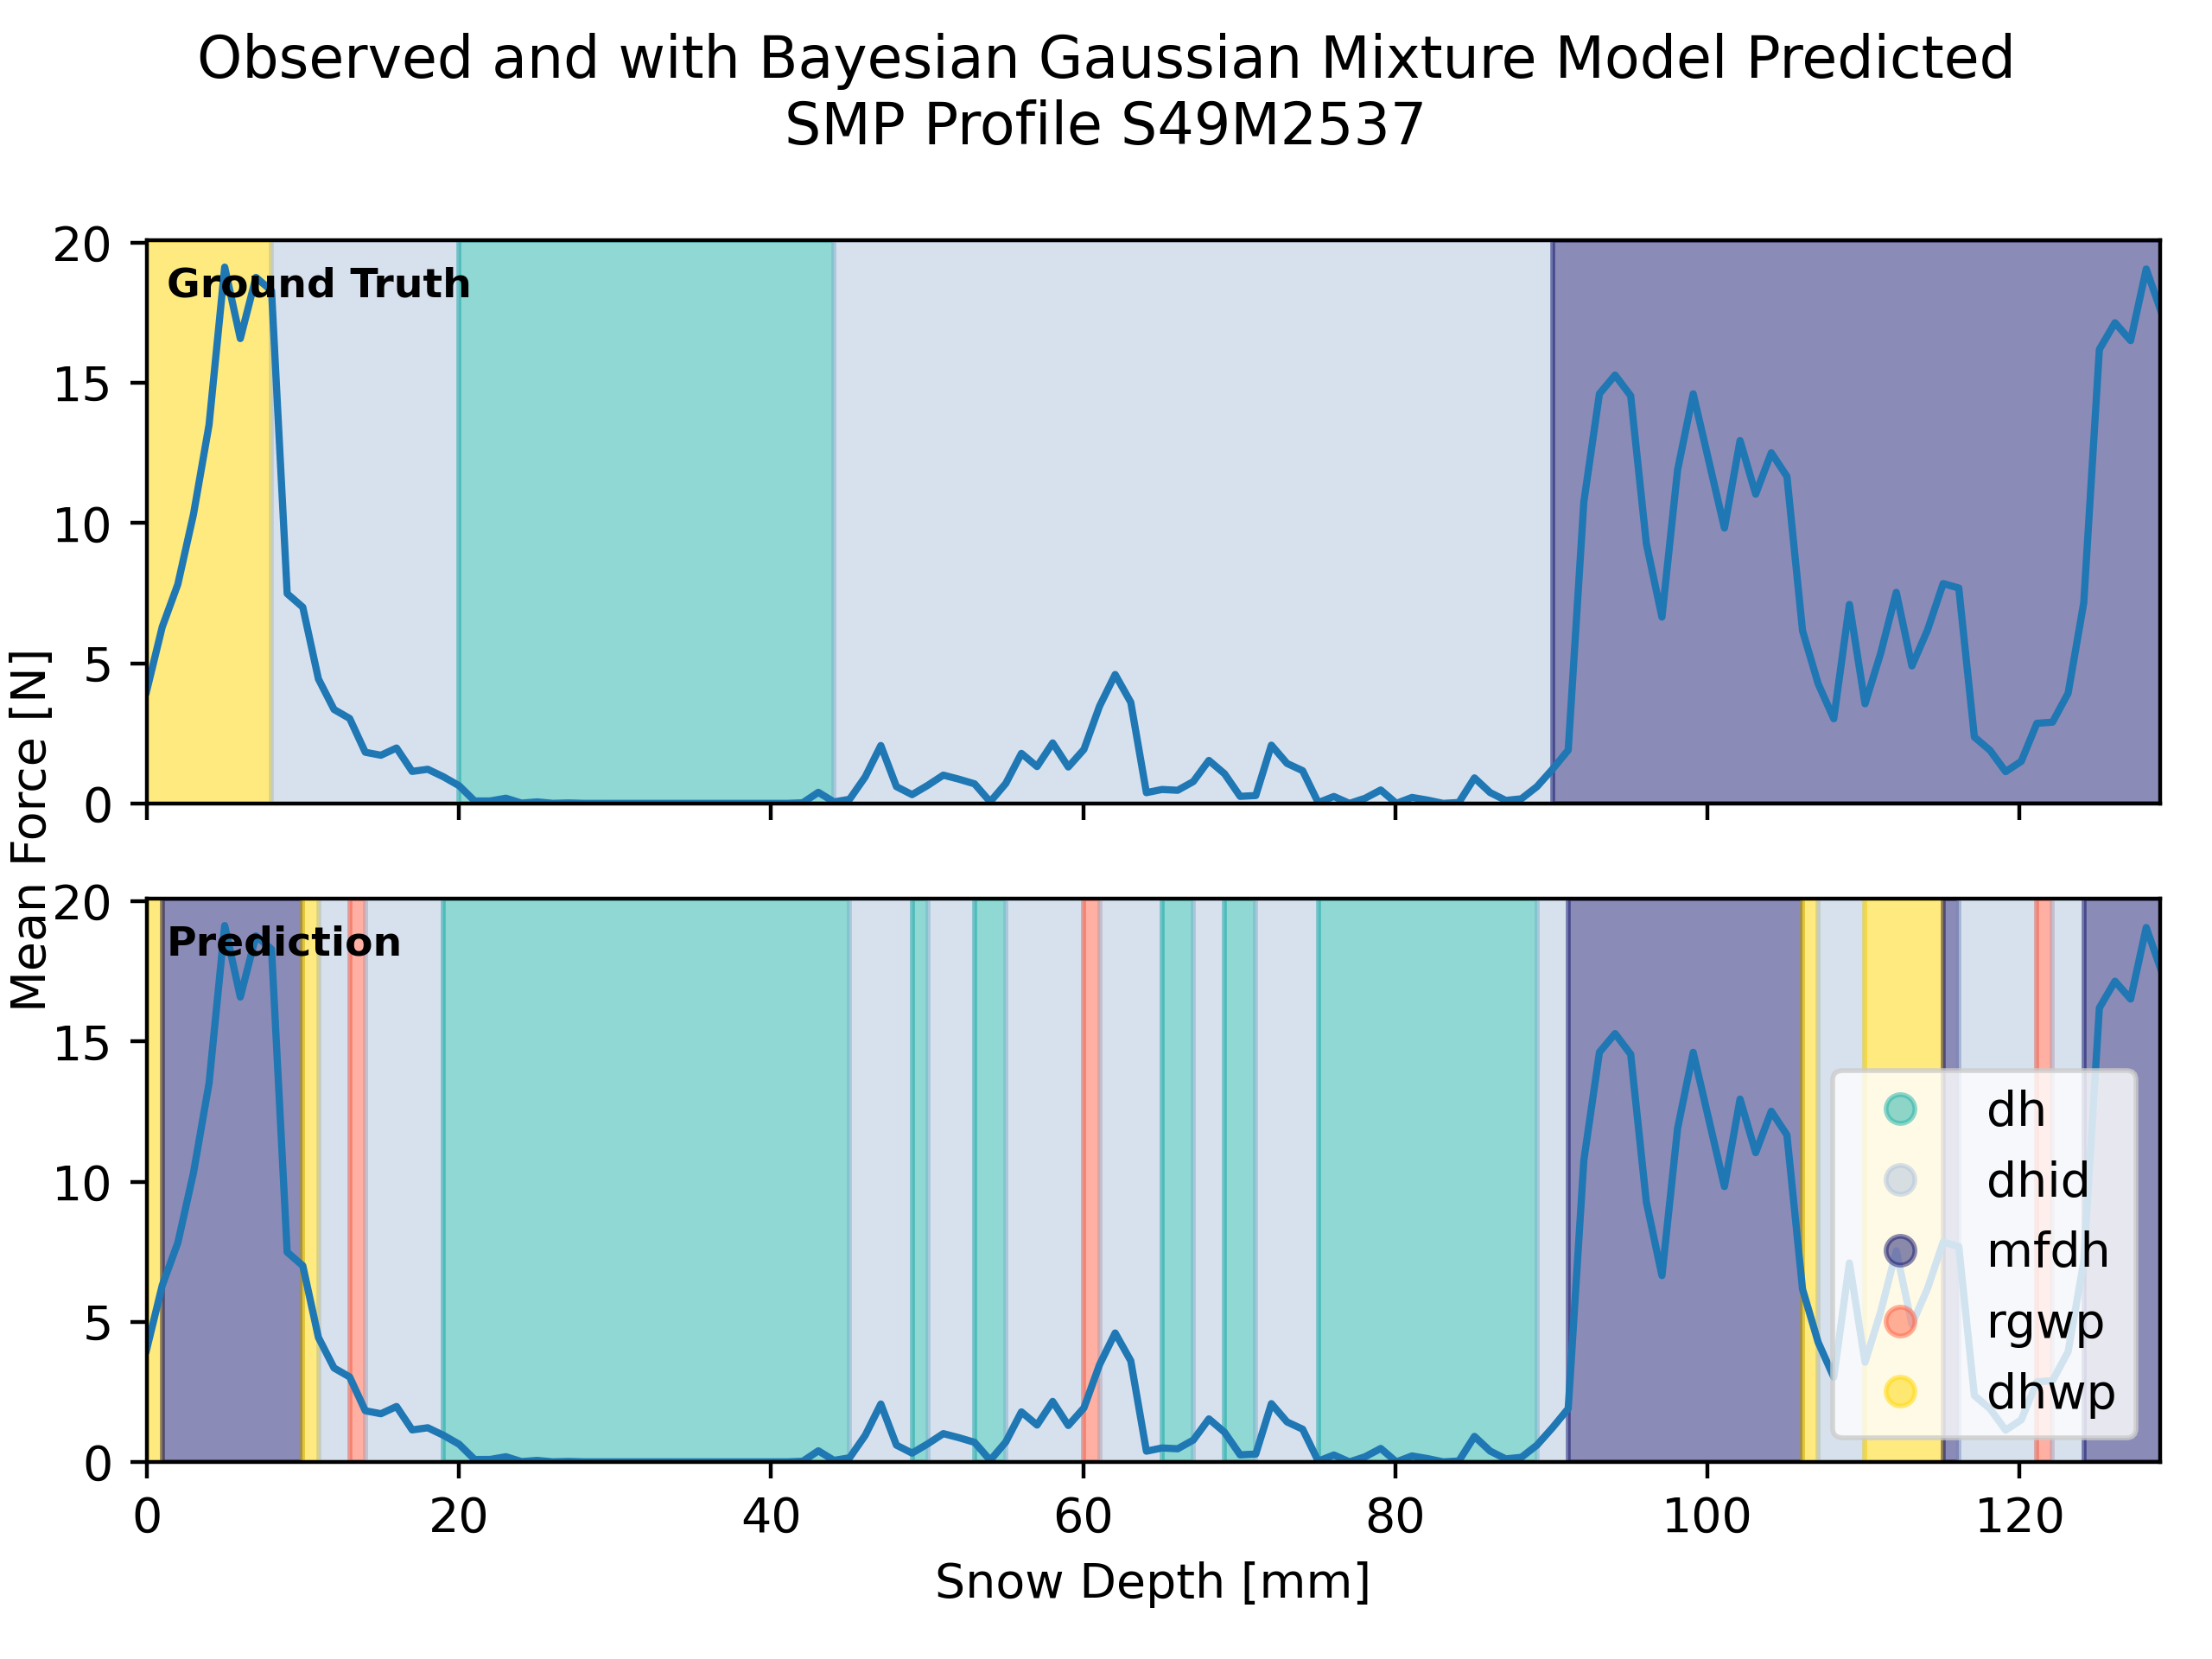 Observed and with Bayesian Gaussian Mixture Model Predicted
SMP Profile S49M2537
20
15
10
5
0
Ground Truth
Mean Force [N]
20
15
10
5
0
Prediction
dh
dhid
mfdh
rgwp
dhwp
0 20 40 60 80 100 120
Snow Depth [mm]